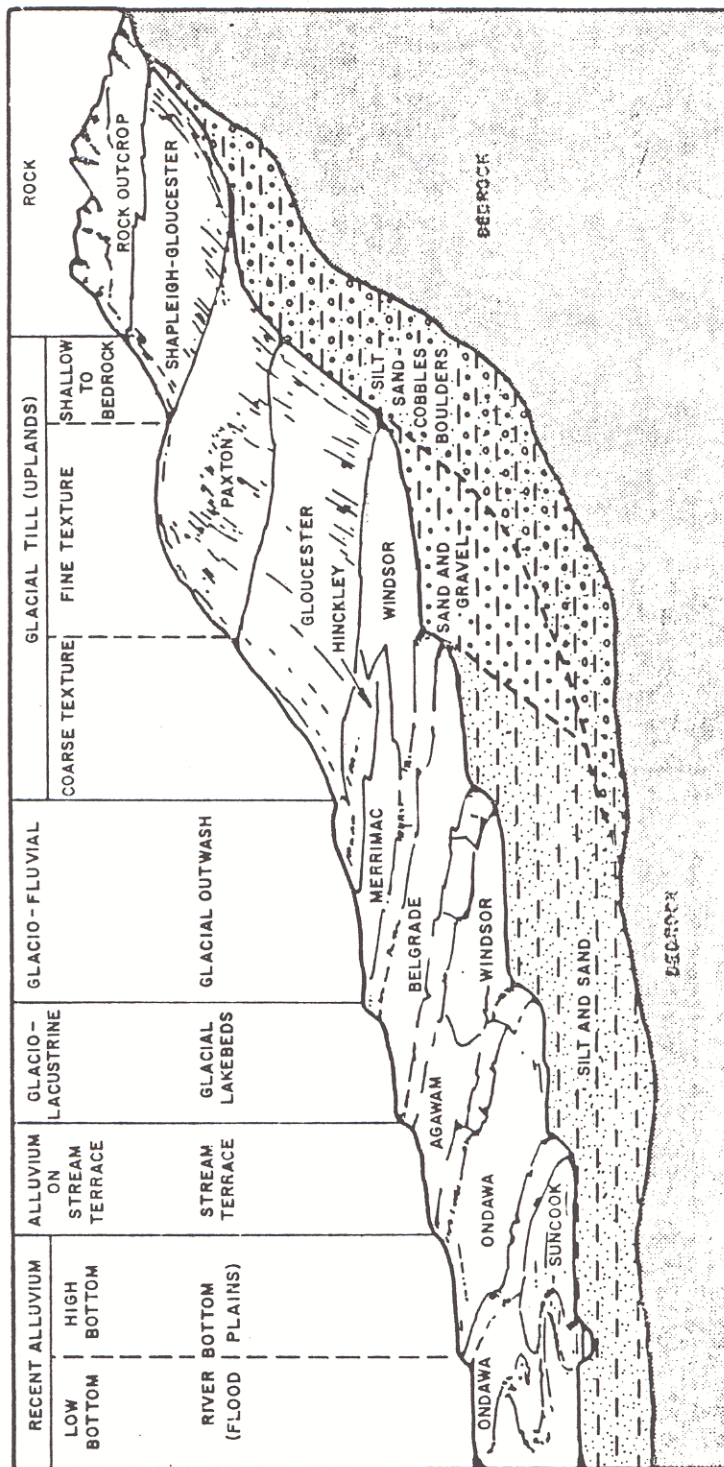 RECENT ALLUVIUM
LOW
BOTTOM
HIGH
BOTTOM
RIVER BOTTOM
(FLOOD PLAINS)
ALLUVIUM
ON
STREAM
TERRACE
STREAM
TERRACE
GLACIO-
LACUSTRINE
GLACIAL
LAKEBEDS
GLACIO-FLUVIAL
GLACIAL OUTWASH
GLACIAL TILL (UPLANDS)
COARSE TEXTURE
FINE TEXTURE
SHALLOW
TO
BEDROCK
ROCK
ROCK OUTCROP
SHAPLEIGH-GLOUCESTER
PAXTON
GLOUCESTER
HINCKLEY
WINDSOR
MERRIMAC
BELGRADE
WINDSOR
AGAWAM
ONDAWA
SUNCOOK
ONDAWA
SILT
SAND
COBBLES
BOULDERS
SAND AND
GRAVEL
SILT AND SAND
BEDROCK
BEDROCK